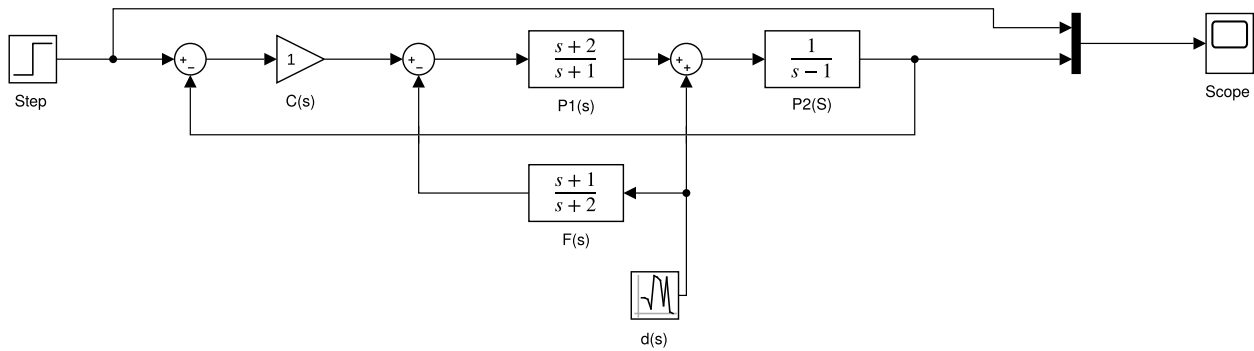 Step
+
−
1
C(s)
+
−
s + 2
s + 1
P1(s)
+
+
1
s − 1
P2(S)
Scope
s + 1
s + 2
F(s)
d(s)